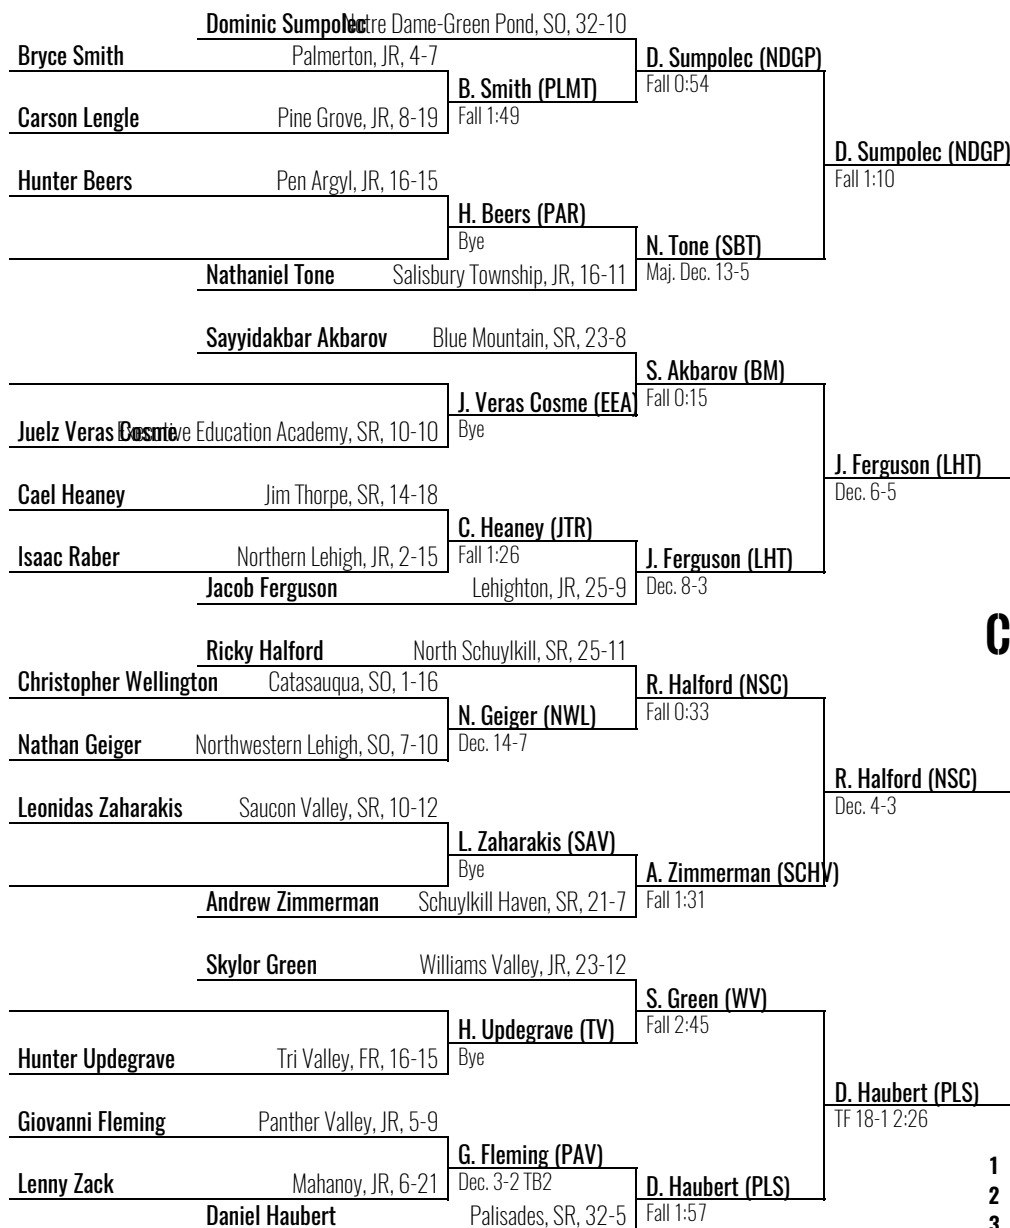 Dominic Sumpolec Notre Dame-Green Pond, SO, 32-10
Bryce Smith Palmerton, JR, 4-7
D. Sumpolec (NDGP)
Fall 0:54
B. Smith (PLMT)
Fall 1:49
Carson Lengle Pine Grove, JR, 8-19
D. Sumpolec (NDGP)
Fall 1:10
Hunter Beers Pen Argyl, JR, 16-15
H. Beers (PAR)
Bye
N. Tone (SBT)
Maj. Dec. 13-5
Nathaniel Tone Salisbury Township, JR, 16-11
Sayyidakbar Akbarov Blue Mountain, SR, 23-8
S. Akbarov (BM)
Fall 0:15
J. Veras Cosme (EEA)
Bye
Juelz Veras Cosme Executive Education Academy, SR, 10-10
J. Ferguson (LHT)
Dec. 6-5
Cael Heaney Jim Thorpe, SR, 14-18
C. Heaney (JTR)
Fall 1:26
Isaac Raber Northern Lehigh, JR, 2-15
J. Ferguson (LHT)
Dec. 8-3
Jacob Ferguson Lehighton, JR, 25-9
C
Ricky Halford North Schuylkill, SR, 25-11
Christopher Wellington Catasauqua, SO, 1-16
R. Halford (NSC)
Fall 0:33
N. Geiger (NWL)
Dec. 14-7
Nathan Geiger Northwestern Lehigh, SO, 7-10
R. Halford (NSC)
Dec. 4-3
Leonidas Zaharakis Saucon Valley, SR, 10-12
L. Zaharakis (SAV)
Bye
A. Zimmerman (SCHV)
Fall 1:31
Andrew Zimmerman Schuylkill Haven, SR, 21-7
Skylor Green Williams Valley, JR, 23-12
S. Green (WV)
Fall 2:45
H. Updegrave (TV)
Bye
Hunter Updegrave Tri Valley, FR, 16-15
D. Haubert (PLS)
TF 18-1 2:26
Giovanni Fleming Panther Valley, JR, 5-9
G. Fleming (PAV)
Dec. 3-2 TB2
1
Lenny Zack Mahanoy, JR, 6-21
D. Haubert (PLS)
Fall 1:57
2
Daniel Haubert Palisades, SR, 32-5
3